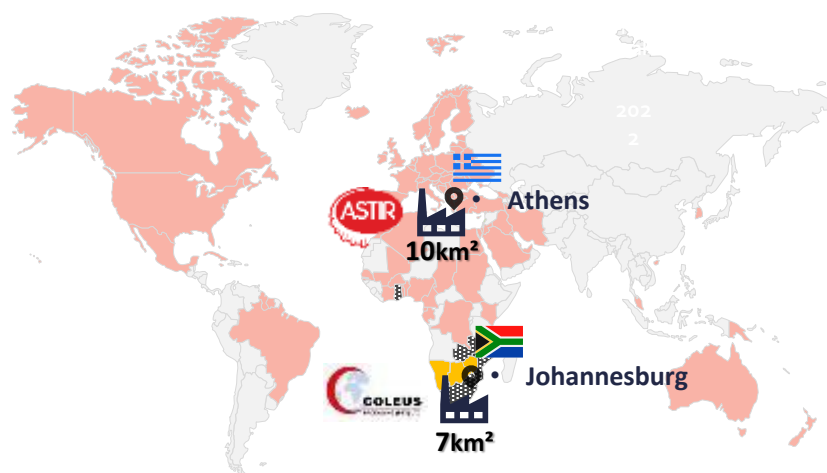 202
2
ASTIR
Athens
10km²
COLEUS
Johannesburg
7km²